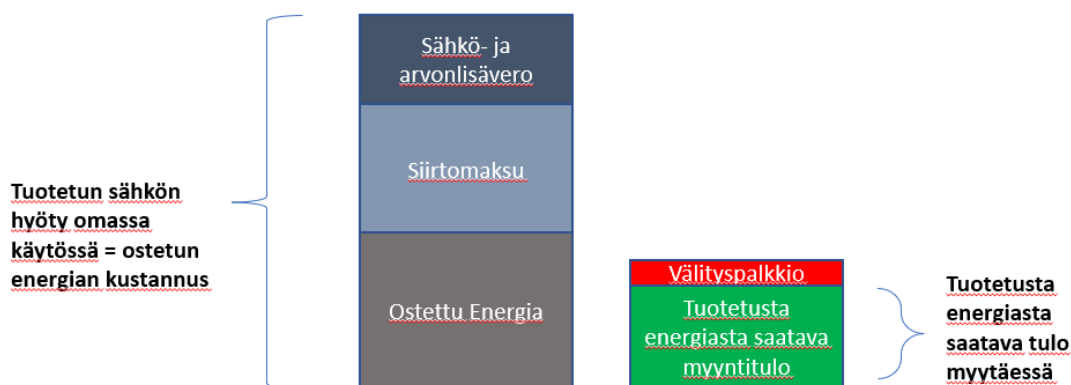 Sähkö- ja
arvonlisävero
Siirtomaksu
Ostettu Energia
Tuotetun sähkön
hyöty omassa
käytössä = ostetun
energian kustannus
Välityspalkkio
Tuotetusta
energiasta saatava
myyntitulo
Tuotetusta
energiasta
saatava tulo
myytäessä